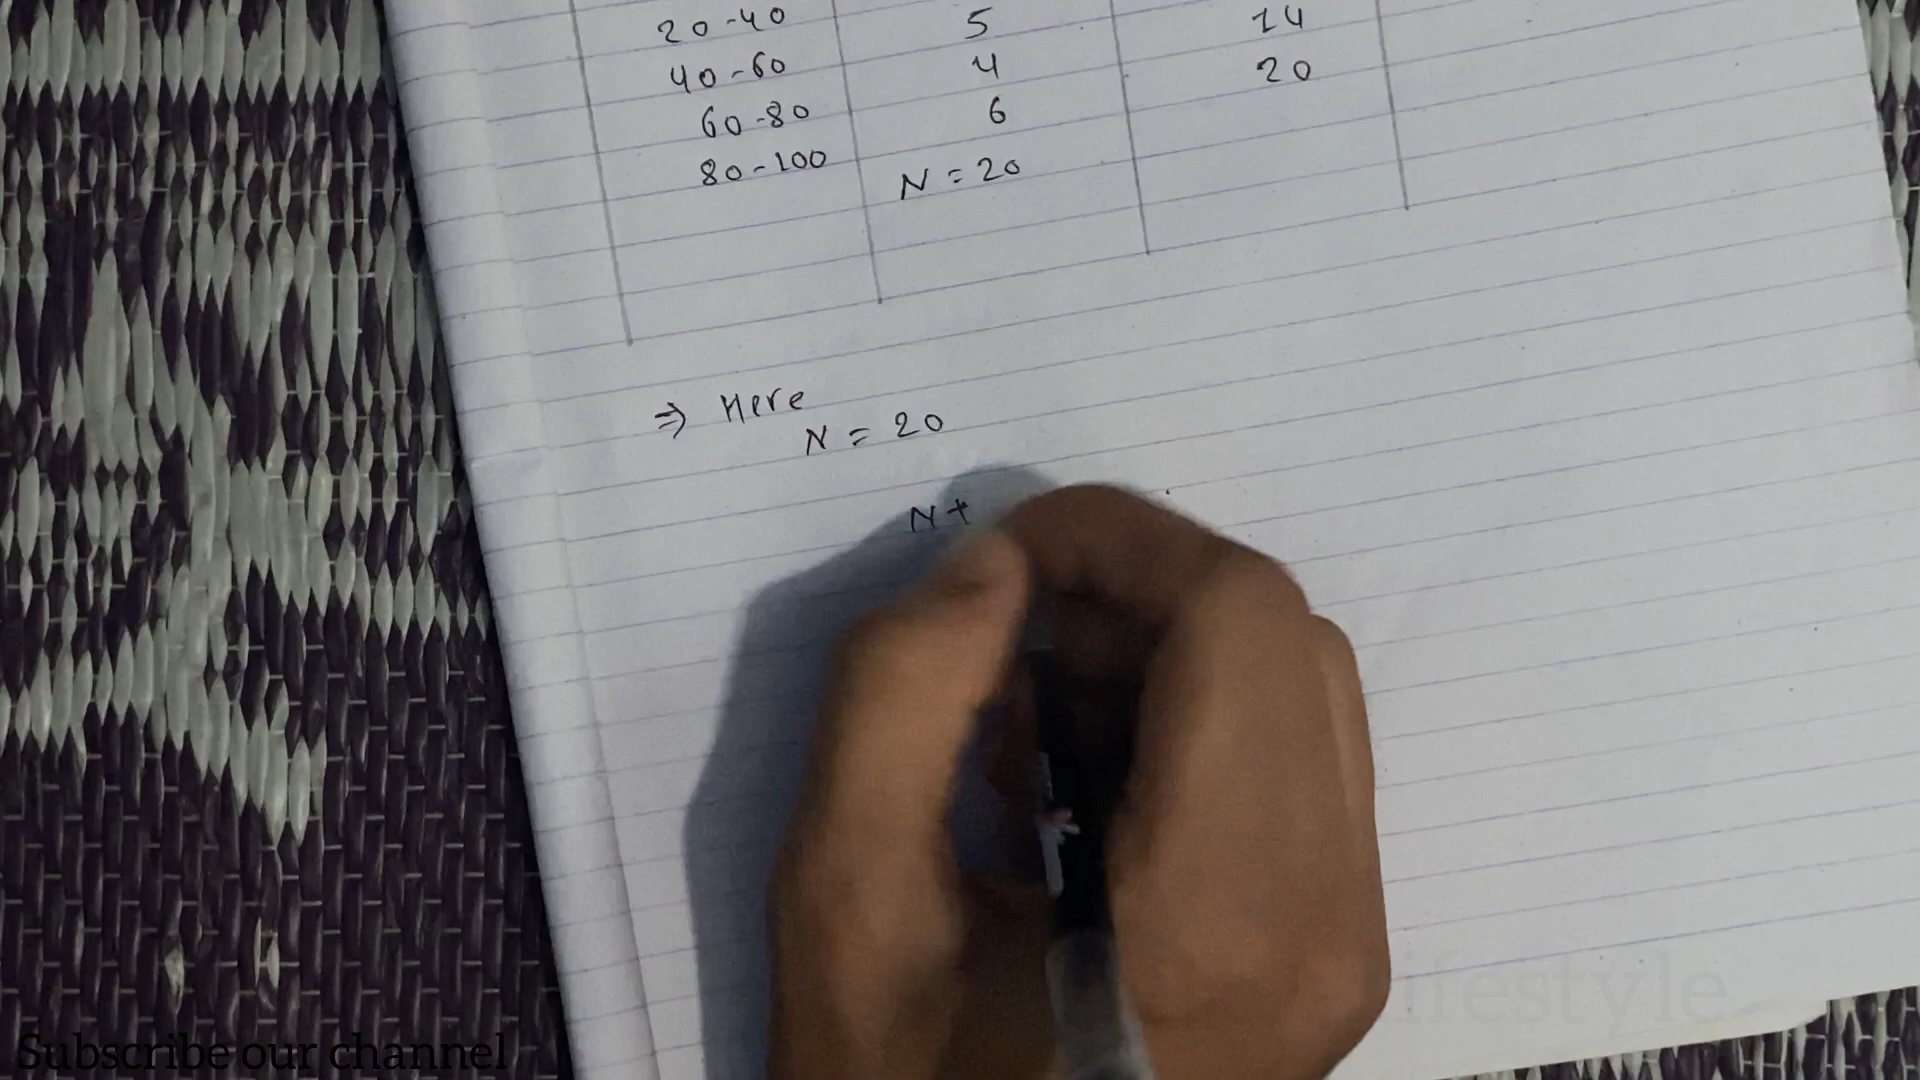 20-40 5 14
40-60 4 20
60-80 6
80-100 N = 20
⇒ Here
N = 20
N+
lifestyle
Subscribe our channel